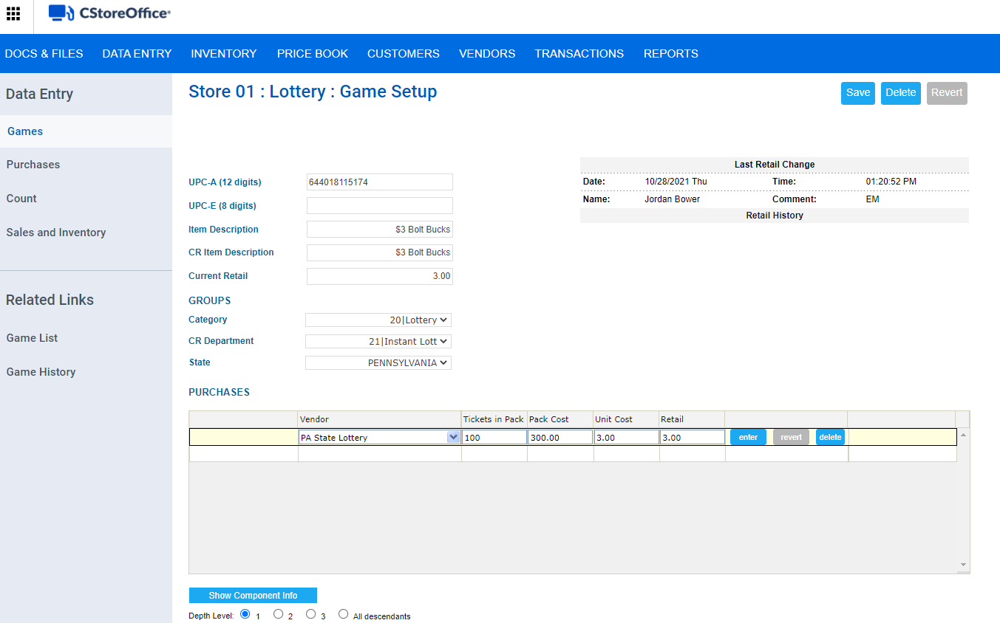 CStoreOffice®
DOCS & FILES DATA ENTRY INVENTORY PRICE BOOK CUSTOMERS VENDORS TRANSACTIONS REPORTS
Data Entry
Games
Purchases
Count
Sales and Inventory
Related Links
Game List
Game History
Store 01 : Lottery : Game Setup
Save Delete Revert
Last Retail Change
Date: 10/28/2021 Thu Time: 01:20:52 PM
Name: Jordan Bower Comment: EM
Retail History
UPC-A (12 digits) 644018115174
UPC-E (8 digits)
Item Description $3 Bolt Bucks
CR Item Description $3 Bolt Bucks
Current Retail 3.00
GROUPS
Category 20|Lottery
CR Department 21|Instant Lott
State PENNSYLVANIA
PURCHASES
Vendor Tickets in Pack Pack Cost Unit Cost Retail
PA State Lottery 100 300.00 3.00 3.00 enter revert delete
Show Component Info
Depth Level: 1 2 3 All descendants